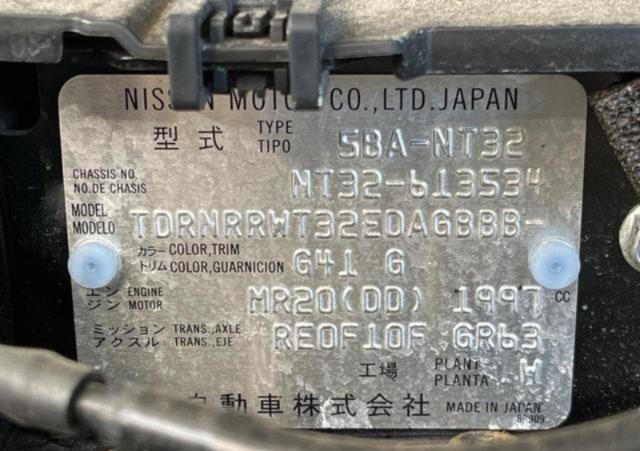 NISSAN MOTOR CO.,LTD.JAPAN
型式 TYPE TIPO 5BA-NT32
CHASSIS NO. NO.DE CHASIS NT32-613534
MODEL MODELO TDRNRRWT32EDAGBBB-
カラー COLOR,TRIM トリム COLOR,GUARNICION G41 G
エンジン ENGINE MOTOR MR20(DD) 1997 CC
ミッション TRANS.,AXLE アクスル TRANS.,EJE RE0F10F GR63
工場 PLANT PLANTA W
自動車株式会社 MADE IN JAPAN